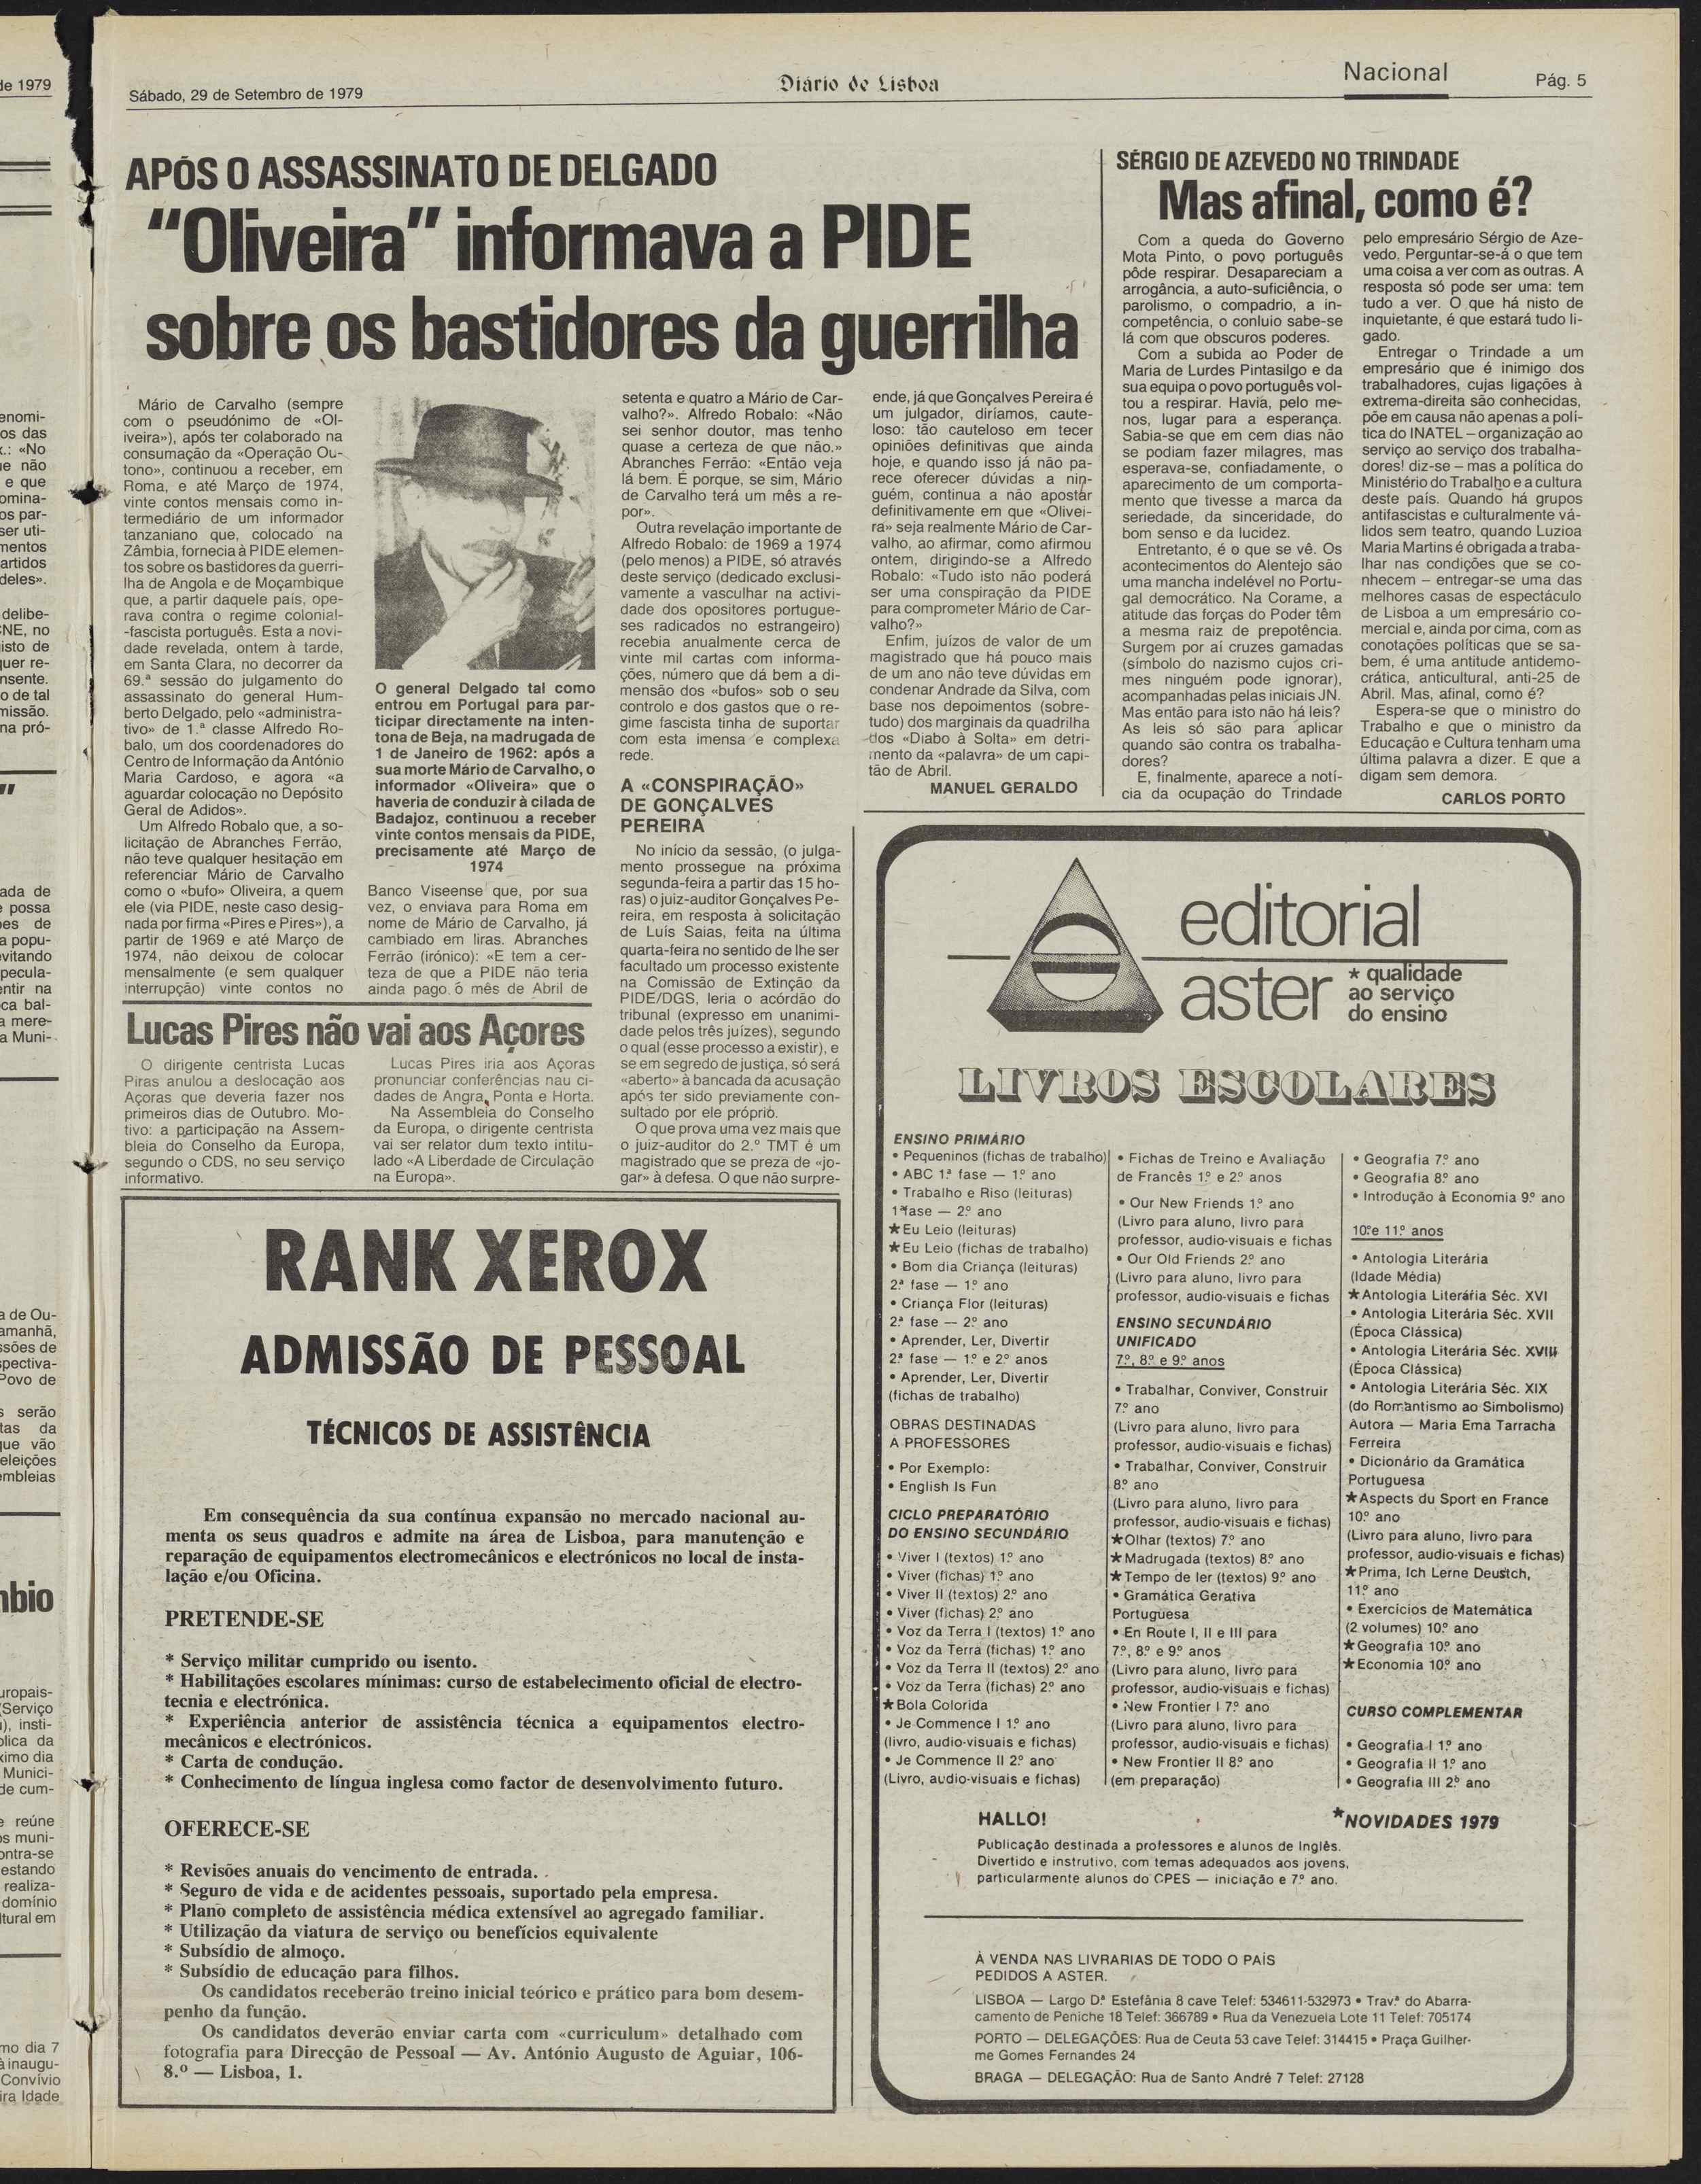 Sábado, 29 de Setembro de 1979
Diário de Lisboa
Nacional
Pág. 5
APÓS O ASSASSINATO DE DELGADO
"Oliveira" informava a PIDE
sobre os bastidores da guerrilha
Mário de Carvalho (sempre
com o pseudónimo de «Ol-
iveira»), após ter colaborado na
consumação da «Operação Ou-
tono», continuou a receber, em
Roma, e até Março de 1974,
vinte contos mensais como in-
termediário de um informador
tanzaniano que, colocado na
Zâmbia, fornecia à PIDE elemen-
tos sobre os bastidores da guerri-
lha de Angola e de Moçambique
que, a partir daquele país, ope-
rava contra o regime colonial-
-fascista português. Esta a novi-
dade revelada, ontem à tarde,
em Santa Clara, no decorrer da
69.ª sessão do julgamento do
assassinato do general Hum-
berto Delgado, pelo «administra-
tivo» de 1.ª classe Alfredo Ro-
balo, um dos coordenadores do
Centro de Informação da António
Maria Cardoso, e agora «a
aguardar colocação no Depósito
Geral de Adidos».
Um Alfredo Robalo que, a so-
licitação de Abranches Ferrão,
não teve qualquer hesitação em
referenciar Mário de Carvalho
como o «bufo» Oliveira, a quem
ele (via PIDE, neste caso desig-
nada por firma «Pires e Pires»), a
partir de 1969 e até Março de
1974, não deixou de colocar
mensalmente (e sem qualquer
interrupção) vinte contos no
O general Delgado tal como
entrou em Portugal para par-
ticipar directamente na inten-
tona de Beja, na madrugada de
1 de Janeiro de 1962: após a
sua morte Mário de Carvalho, o
informador «Oliveira» que o
haveria de conduzir à cilada de
Badajoz, continuou a receber
vinte contos mensais da PIDE,
precisamente até Março de
1974
Banco Viseense que, por sua
vez, o enviava para Roma em
nome de Mário de Carvalho, já
cambiado em liras. Abranches
Ferrão (irónico): «E tem a cer-
teza de que a PIDE não teria
ainda pago o mês de Abril de
setenta e quatro a Mário de Car-
valho?». Alfredo Robalo: «Não
sei senhor doutor, mas tenho
quase a certeza de que não.»
Abranches Ferrão: «Então veja
lá bem. É porque, se sim, Mário
de Carvalho terá um mês a re-
por».
Outra revelação importante de
Alfredo Robalo: de 1969 a 1974
(pelo menos) a PIDE, só através
deste serviço (dedicado exclusi-
vamente a vasculhar na activi-
dade dos opositores portugue-
ses radicados no estrangeiro)
recebia anualmente cerca de
vinte mil cartas com informa-
ções, número que dá bem a di-
mensão dos «bufos» sob o seu
controlo e dos gastos que o re-
gime fascista tinha de suportar
com esta imensa e complexa
rede.
A «CONSPIRAÇÃO»
DE GONÇALVES
PEREIRA
No início da sessão, (o julga-
mento prossegue na próxima
segunda-feira a partir das 15 ho-
ras) o juiz-auditor Gonçalves Pe-
reira, em resposta à solicitação
de Luís Saias, feita na última
quarta-feira no sentido de lhe ser
facultado um processo existente
na Comissão de Extinção da
PIDE/DGS, leria o acórdão do
tribunal (expresso em unanimi-
dade pelos três juízes), segundo
o qual (esse processo a existir), e
se em segredo de justiça, só será
«aberto» à bancada da acusação
após ter sido previamente con-
sultado por ele próprio.
O que prova uma vez mais que
o juiz-auditor do 2.º TMT é um
magistrado que se preza de «jo-
gar» à defesa. O que não surpre-
ende, já que Gonçalves Pereira é
um julgador, diríamos, caute-
loso: tão cauteloso em tecer
opiniões definitivas que ainda
hoje, e quando isso já não pa-
rece oferecer dúvidas a nin-
guém, continua a não apostar
definitivamente em que «Olivei-
ra» seja realmente Mário de Car-
valho, ao afirmar, como afirmou
ontem, dirigindo-se a Alfredo
Robalo: «Tudo isto não poderá
ser uma conspiração da PIDE
para comprometer Mário de Car-
valho?»
Enfim, juízos de valor de um
magistrado que há pouco mais
de um ano não teve dúvidas em
condenar Andrade da Silva, com
base nos depoimentos (sobre-
tudo) dos marginais da quadrilha
dos «Diabo à Solta» em detri-
mento da «palavra» de um capi-
tão de Abril.
MANUEL GERALDO
Lucas Pires não vai aos Açores
O dirigente centrista Lucas
Piras anulou a deslocação aos
Açoras que deveria fazer nos
primeiros dias de Outubro. Mo-
tivo: a participação na Assem-
bleia do Conselho da Europa,
segundo o CDS, no seu serviço
informativo.
Lucas Pires iria aos Açoras
pronunciar conferências nau ci-
dades de Angra, Ponta e Horta.
Na Assembleia do Conselho
da Europa, o dirigente centrista
vai ser relator dum texto intitu-
lado «A Liberdade de Circulação
na Europa».
SÉRGIO DE AZEVEDO NO TRINDADE
Mas afinal, como é?
Com a queda do Governo
Mota Pinto, o povo português
pôde respirar. Desapareciam a
arrogância, a auto-suficiência, o
parolismo, o compadrio, a in-
competência, o conluio sabe-se
lá com que obscuros poderes.
Com a subida ao Poder de
Maria de Lurdes Pintasilgo e da
sua equipa o povo português vol-
tou a respirar. Havia, pelo me-
nos, lugar para a esperança.
Sabia-se que em cem dias não
se podiam fazer milagres, mas
esperava-se, confiadamente, o
aparecimento de um comporta-
mento que tivesse a marca da
seriedade, da sinceridade, do
bom senso e da lucidez.
Entretanto, é o que se vê. Os
acontecimentos do Alentejo são
uma mancha indelével no Portu-
gal democrático. Na Corame, a
atitude das forças do Poder têm
a mesma raiz de prepotência.
Surgem por aí cruzes gamadas
(símbolo do nazismo cujos cri-
mes ninguém pode ignorar),
acompanhadas pelas iniciais JN.
Mas então para isto não há leis?
As leis só são para aplicar
quando são contra os trabalha-
dores?
E, finalmente, aparece a notí-
cia da ocupação do Trindade
pelo empresário Sérgio de Aze-
vedo. Perguntar-se-á o que tem
uma coisa a ver com as outras. A
resposta só pode ser uma: tem
tudo a ver. O que há nisto de
inquietante, é que estará tudo li-
gado.
Entregar o Trindade a um
empresário que é inimigo dos
trabalhadores, cujas ligações à
extrema-direita são conhecidas,
põe em causa não apenas a polí-
tica do INATEL – organização ao
serviço ao serviço dos trabalha-
dores! diz-se – mas a política do
Ministério do Trabalho e a cultura
deste país. Quando há grupos
antifascistas e culturalmente vá-
lidos sem teatro, quando Luzioa
Maria Martins é obrigada a traba-
lhar nas condições que se co-
nhecem – entregar-se uma das
melhores casas de espectáculo
de Lisboa a um empresário co-
mercial e, ainda por cima, com as
conotações políticas que se sa-
bem, é uma antitude antidemo-
crática, anticultural, anti-25 de
Abril. Mas, afinal, como é?
Espera-se que o ministro do
Trabalho e que o ministro da
Educação e Cultura tenham uma
última palavra a dizer. E que a
digam sem demora.
CARLOS PORTO
RANK XEROX
ADMISSÃO DE PESSOAL
TÉCNICOS DE ASSISTÊNCIA
Em consequência da sua contínua expansão no mercado nacional au-
menta os seus quadros e admite na área de Lisboa, para manutenção e
reparação de equipamentos electromecânicos e electrónicos no local de insta-
lação e/ou Oficina.
PRETENDE-SE
* Serviço militar cumprido ou isento.
* Habilitações escolares mínimas: curso de estabelecimento oficial de electro-
tecnia e electrónica.
* Experiência anterior de assistência técnica a equipamentos electro-
mecânicos e electrónicos.
* Carta de condução.
* Conhecimento de língua inglesa como factor de desenvolvimento futuro.
OFERECE-SE
* Revisões anuais do vencimento de entrada.
* Seguro de vida e de acidentes pessoais, suportado pela empresa.
* Plano completo de assistência médica extensível ao agregado familiar.
* Utilização da viatura de serviço ou benefícios equivalente
* Subsídio de almoço.
* Subsídio de educação para filhos.
Os candidatos receberão treino inicial teórico e prático para bom desem-
penho da função.
Os candidatos deverão enviar carta com «curriculum» detalhado com
fotografia para Direcção de Pessoal — Av. António Augusto de Aguiar, 106-
8.º — Lisboa, 1.
editorial
aster
* qualidade
ao serviço
do ensino
LIVROS ESCOLARES
ENSINO PRIMÁRIO
• Pequeninos (fichas de trabalho)
• ABC 1.ª fase — 1.º ano
• Trabalho e Riso (leituras)
1ª fase — 2.º ano
★ Eu Leio (leituras)
★ Eu Leio (fichas de trabalho)
• Bom dia Criança (leituras)
2.ª fase — 1.º ano
• Criança Flor (leituras)
2.ª fase — 2.º ano
• Aprender, Ler, Divertir
2.ª fase — 1.º e 2.º anos
• Aprender, Ler, Divertir
(fichas de trabalho)
OBRAS DESTINADAS
A PROFESSORES
• Por Exemplo:
• English Is Fun
CICLO PREPARATÓRIO
DO ENSINO SECUNDÁRIO
• Viver I (textos) 1.º ano
• Viver (fichas) 1.º ano
• Viver II (textos) 2.º ano
• Viver (fichas) 2.º ano
• Voz da Terra I (textos) 1.º ano
• Voz da Terra (fichas) 1.º ano
• Voz da Terra II (textos) 2.º ano
• Voz da Terra (fichas) 2.º ano
★ Bola Colorida
• Je Commence I 1.º ano
(livro, audio-visuais e fichas)
• Je Commence II 2.º ano
(Livro, audio-visuais e fichas)
• Fichas de Treino e Avaliação
de Francês 1.º e 2.º anos
• Our New Friends 1.º ano
(Livro para aluno, livro para
professor, audio-visuais e fichas
• Our Old Friends 2.º ano
(Livro para aluno, livro para
professor, audio-visuais e fichas
ENSINO SECUNDÁRIO
UNIFICADO
7.º, 8.º e 9.º anos
• Trabalhar, Conviver, Construir
7.º ano
(Livro para aluno, livro para
professor, audio-visuais e fichas)
• Trabalhar, Conviver, Construir
8.º ano
(Livro para aluno, livro para
professor, audio-visuais e fichas)
★ Olhar (textos) 7.º ano
★ Madrugada (textos) 8.º ano
★ Tempo de ler (textos) 9.º ano
• Gramática Gerativa
Portuguesa
• En Route I, II e III para
7.º, 8.º e 9.º anos
(Livro para aluno, livro para
professor, audio-visuais e fichas)
• New Frontier I 7.º ano
(Livro para aluno, livro para
professor, audio-visuais e fichas)
• New Frontier II 8.º ano
(em preparação)
• Geografia 7.º ano
• Geografia 8.º ano
• Introdução à Economia 9.º ano
10.º e 11.º anos
• Antologia Literária
(Idade Média)
★ Antologia Literária Séc. XVI
• Antologia Literária Séc. XVII
(Época Clássica)
• Antologia Literária Séc. XVIII
(Época Clássica)
• Antologia Literária Séc. XIX
(do Romantismo ao Simbolismo)
Autora — Maria Ema Tarracha
Ferreira
• Dicionário da Gramática
Portuguesa
★ Aspects du Sport en France
10.º ano
(Livro para aluno, livro para
professor, audio-visuais e fichas)
★ Prima, Ich Lerne Deustch,
11.º ano
• Exercícios de Matemática
(2 volumes) 10.º ano
★ Geografia 10.º ano
★ Economia 10.º ano
CURSO COMPLEMENTAR
• Geografia I 1.º ano
• Geografia II 1.º ano
• Geografia III 2.º ano
HALLO!
*NOVIDADES 1979
Publicação destinada a professores e alunos de Inglês.
Divertido e instrutivo, com temas adequados aos jovens,
particularmente alunos do CPES — iniciação e 7.º ano.
À VENDA NAS LIVRARIAS DE TODO O PAÍS
PEDIDOS A ASTER.
LISBOA — Largo D.ª Estefânia 8 cave Telef: 534611-532973 • Trav.ª do Abarra-
camento de Peniche 18 Telef: 366789 • Rua da Venezuela Lote 11 Telef: 705174
PORTO — DELEGAÇÕES: Rua de Ceuta 53 cave Telef: 314415 • Praça Guilher-
me Gomes Fernandes 24
BRAGA — DELEGAÇÃO: Rua de Santo André 7 Telef: 27128